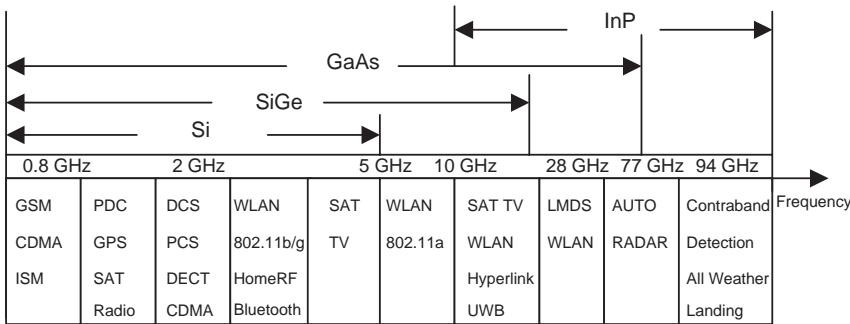 InP
GaAs
SiGe
Si
0.8 GHz 2 GHz 5 GHz 10 GHz 28 GHz 77 GHz 94 GHz
Frequency
GSM PDC DCS WLAN SAT WLAN SAT TV LMDS AUTO Contraband
CDMA GPS PCS 802.11b/g TV 802.11a WLAN WLAN RADAR Detection
ISM SAT DECT HomeRF Hyperlink All Weather
Radio CDMA Bluetooth UWB Landing